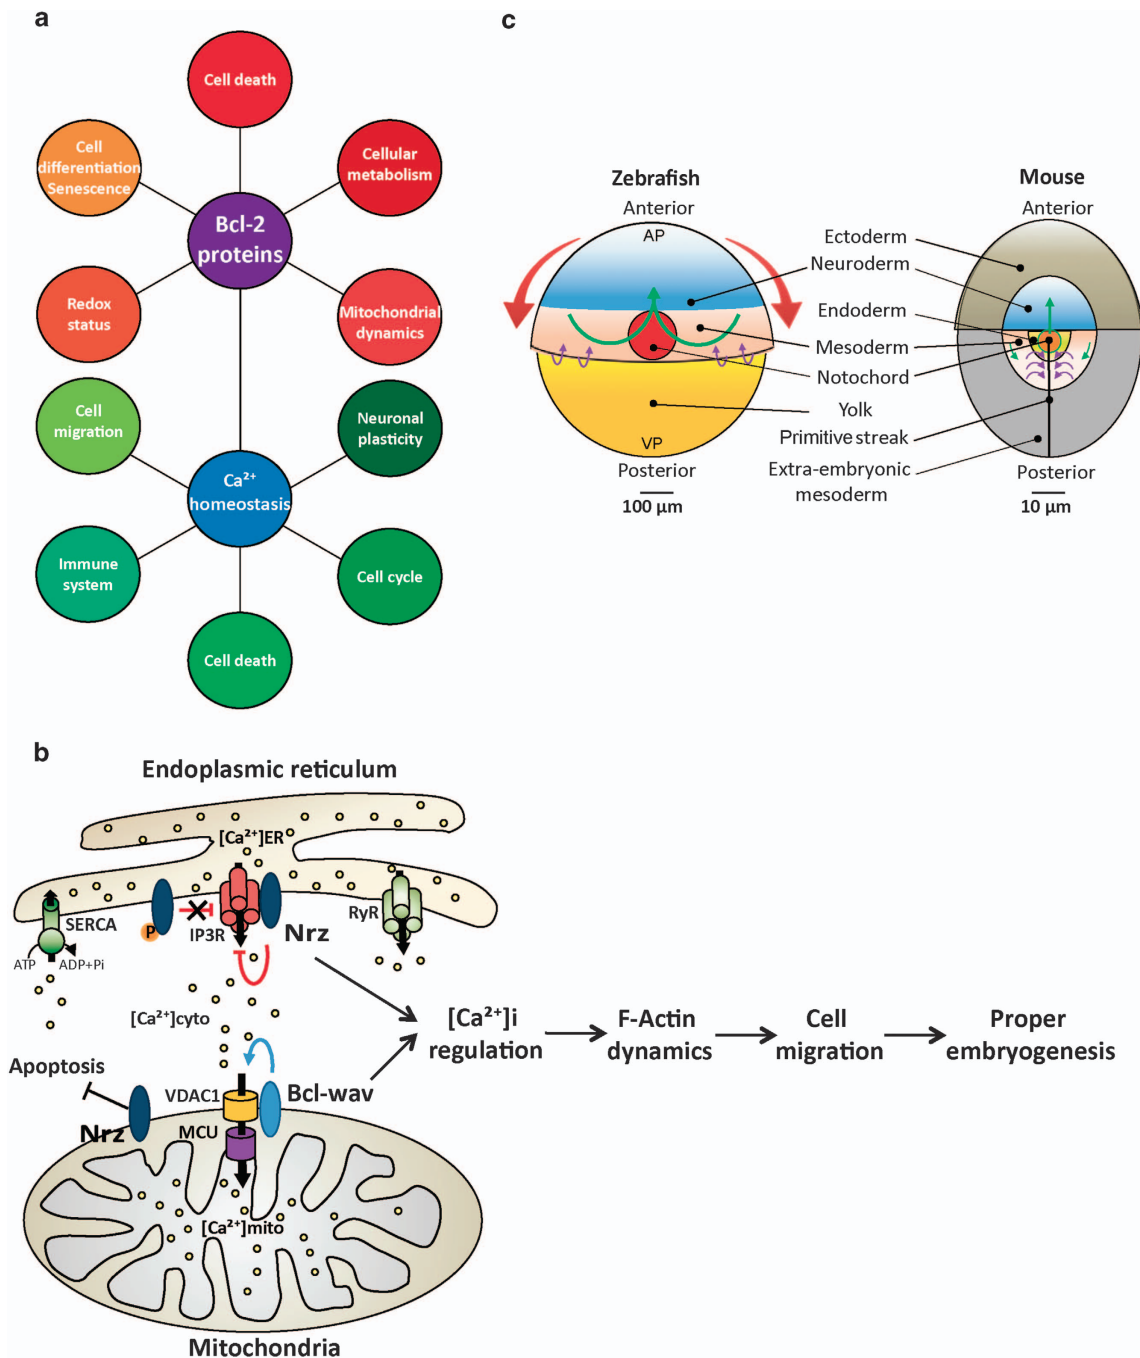 a
Cell death
Cell
differentiation
Senescence
Cellular
metabolism
Bcl-2
proteins
Redox
status
Mitochondrial
dynamics
Cell
migration
Neuronal
plasticity
Ca²⁺
homeostasis
Immune
system
Cell cycle
Cell death
c
Zebrafish
Anterior
AP
VP
Posterior
100 µm
Ectoderm
Neuroderm
Endoderm
Mesoderm
Notochord
Yolk
Primitive streak
Extra-embryonic
mesoderm
Mouse
Anterior
Posterior
10 µm
b
Endoplasmic reticulum
[Ca²⁺]ER
SERCA
ATP
ADP+Pi
P
IP3R
Nrz
RyR
[Ca²⁺]cyto
Apoptosis
Nrz
VDAC1
MCU
Bcl-wav
[Ca²⁺]mito
Mitochondria
[Ca²⁺]i
regulation
F-Actin
dynamics
Cell
migration
Proper
embryogenesis